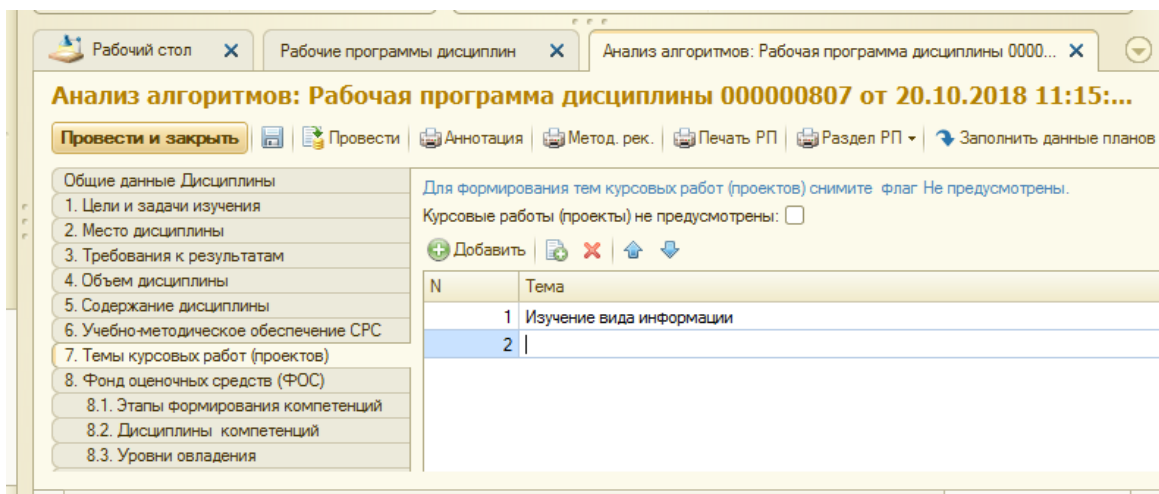 Рабочий стол
Рабочие программы дисциплин
Анализ алгоритмов: Рабочая программа дисциплины 0000...
Анализ алгоритмов: Рабочая программа дисциплины 000000807 от 20.10.2018 11:15:...
Провести и закрыть Провести Аннотация Метод. рек. Печать РП Раздел РП Заполнить данные планов
Общие данные Дисциплины
1. Цели и задачи изучения
2. Место дисциплины
3. Требования к результатам
4. Объем дисциплины
5. Содержание дисциплины
6. Учебно-методическое обеспечение СРС
7. Темы курсовых работ (проектов)
8. Фонд оценочных средств (ФОС)
8.1. Этапы формирования компетенций
8.2. Дисциплины компетенций
8.3. Уровни овладения
Для формирования тем курсовых работ (проектов) снимите флаг Не предусмотрены.
Курсовые работы (проекты) не предусмотрены:
Добавить
N Тема
1 Изучение вида информации
2